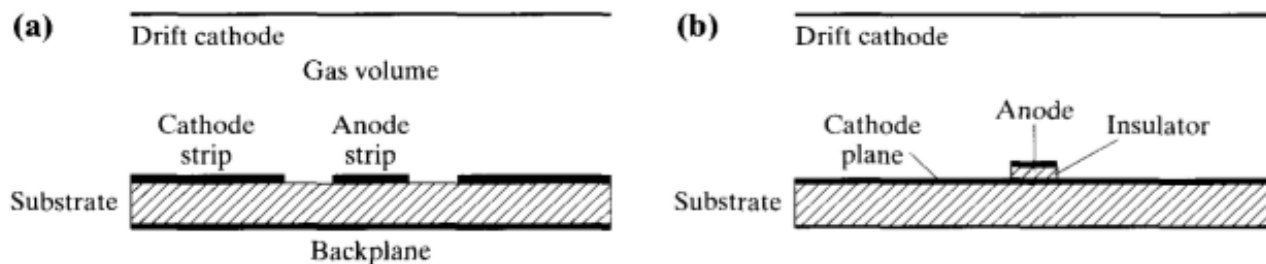 (a)
Drift cathode
Gas volume
Cathode
strip
Anode
strip
Substrate
Backplane
(b)
Drift cathode
Anode
Cathode
plane
Insulator
Substrate